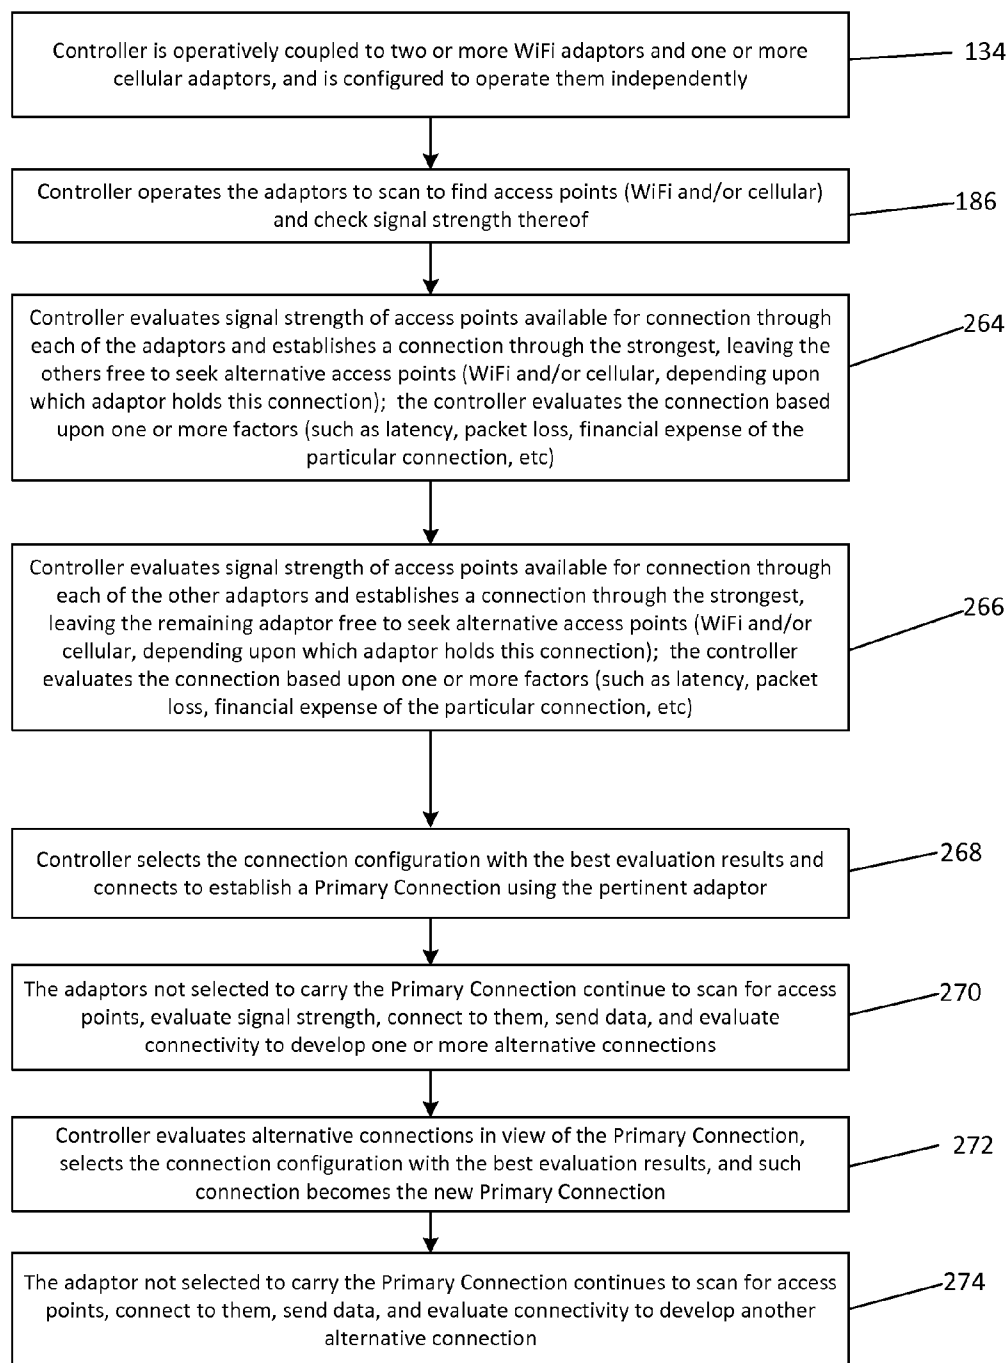 Controller is operatively coupled to two or more WiFi adaptors and one or more
cellular adaptors, and is configured to operate them independently
134
Controller operates the adaptors to scan to find access points (WiFi and/or cellular)
and check signal strength thereof
186
Controller evaluates signal strength of access points available for connection through
each of the adaptors and establishes a connection through the strongest, leaving the
others free to seek alternative access points (WiFi and/or cellular, depending upon
which adaptor holds this connection); the controller evaluates the connection based
upon one or more factors (such as latency, packet loss, financial expense of the
particular connection, etc)
264
Controller evaluates signal strength of access points available for connection through
each of the other adaptors and establishes a connection through the strongest,
leaving the remaining adaptor free to seek alternative access points (WiFi and/or
cellular, depending upon which adaptor holds this connection); the controller
evaluates the connection based upon one or more factors (such as latency, packet
loss, financial expense of the particular connection, etc)
266
Controller selects the connection configuration with the best evaluation results and
connects to establish a Primary Connection using the pertinent adaptor
268
The adaptors not selected to carry the Primary Connection continue to scan for access
points, evaluate signal strength, connect to them, send data, and evaluate
connectivity to develop one or more alternative connections
270
Controller evaluates alternative connections in view of the Primary Connection,
selects the connection configuration with the best evaluation results, and such
connection becomes the new Primary Connection
272
The adaptor not selected to carry the Primary Connection continues to scan for access
points, connect to them, send data, and evaluate connectivity to develop another
alternative connection
274